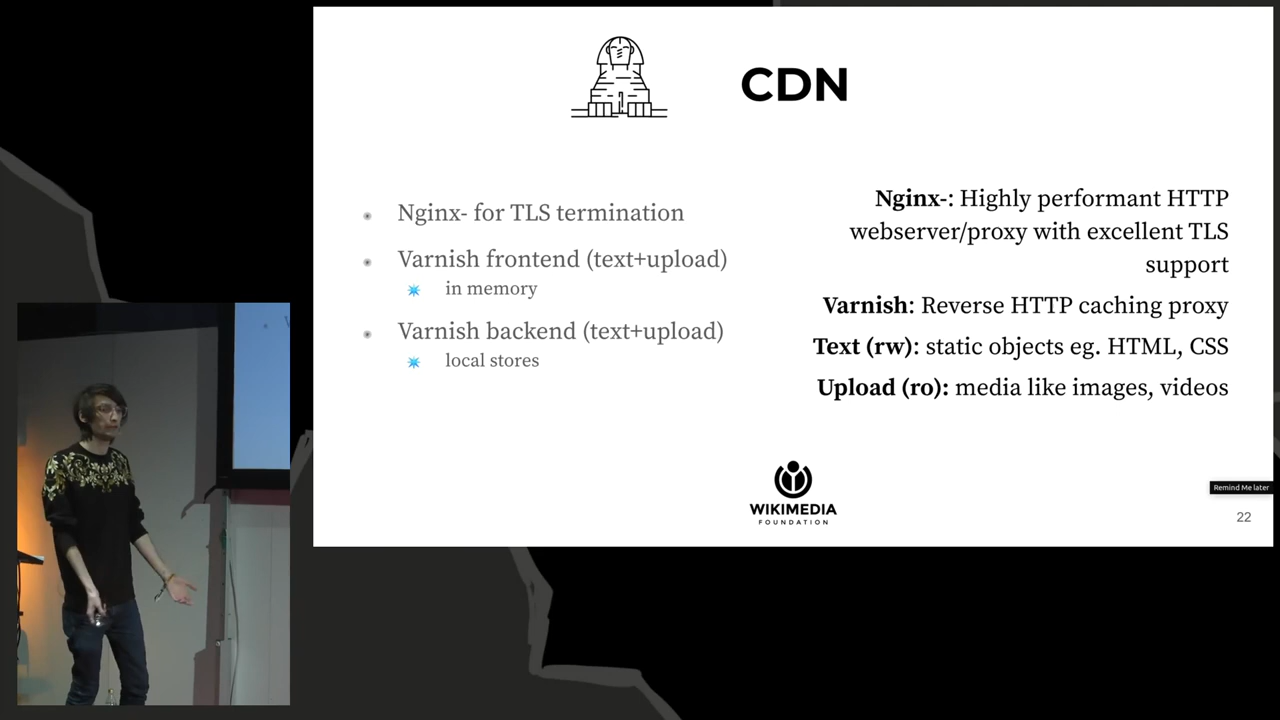 CDN
Nginx- for TLS termination
Varnish frontend (text+upload)
in memory
Varnish backend (text+upload)
local stores
Nginx-: Highly performant HTTP
webserver/proxy with excellent TLS
support
Varnish: Reverse HTTP caching proxy
Text (rw): static objects eg. HTML, CSS
Upload (ro): media like images, videos
WIKIMEDIA
FOUNDATION
Remind Me later
22